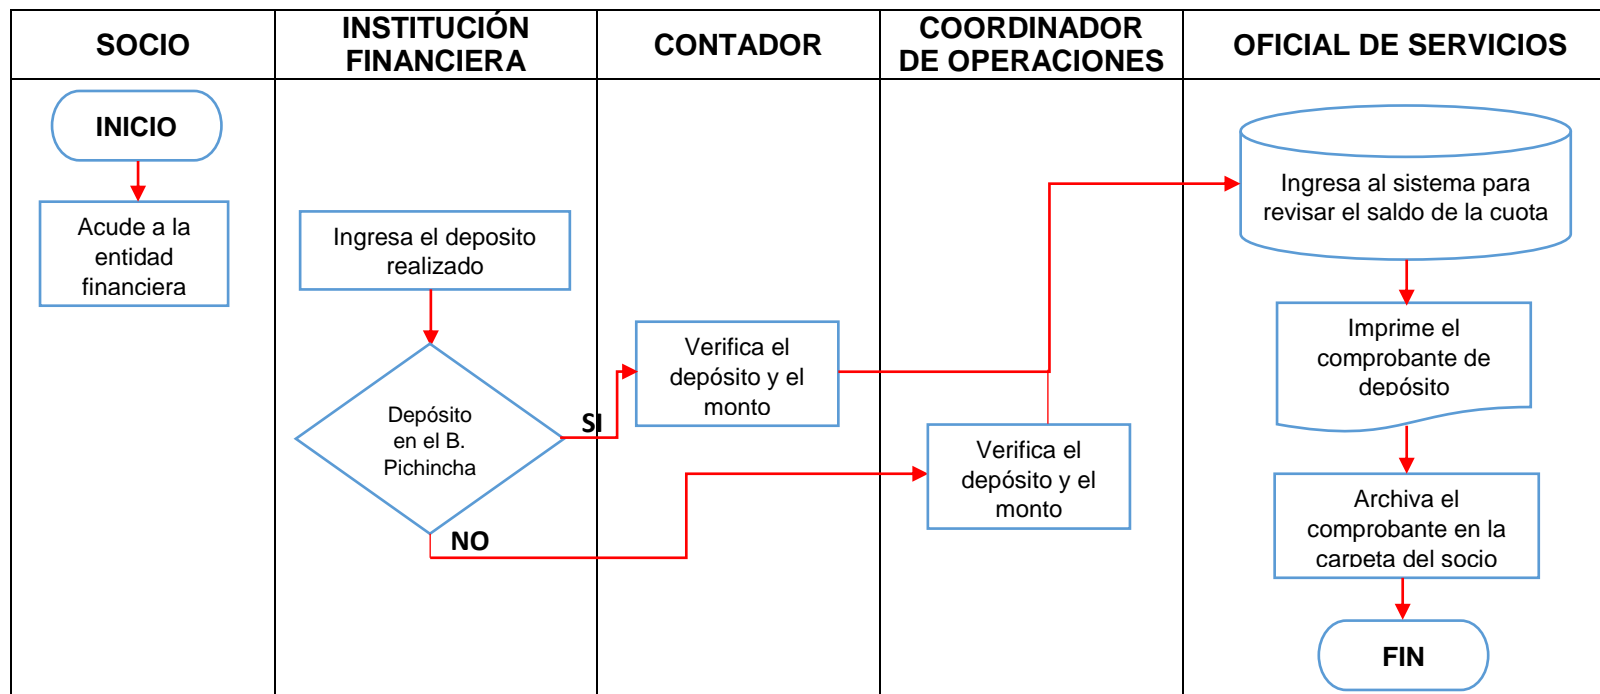 SOCIO
INSTITUCIÓN
FINANCIERA
CONTADOR
COORDINADOR
DE OPERACIONES
OFICIAL DE SERVICIOS
INICIO
Acude a la
entidad
financiera
Ingresa el deposito
realizado
Depósito
en el B.
Pichincha
SI
NO
Verifica el
depósito y el
monto
Verifica el
depósito y el
monto
Ingresa al sistema para
revisar el saldo de la cuota
Imprime el
comprobante de
depósito
Archiva el
comprobante en la
carpeta del socio
FIN